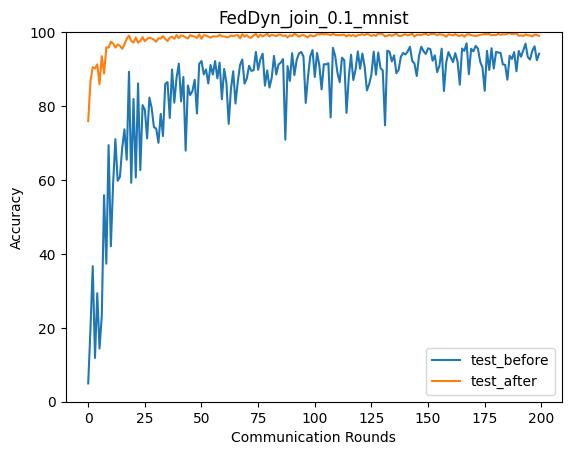 FedDyn_join_0.1_mnist
Accuracy
100
80
60
40
20
0
0 25 50 75 100 125 150 175 200
Communication Rounds
test_before
test_after